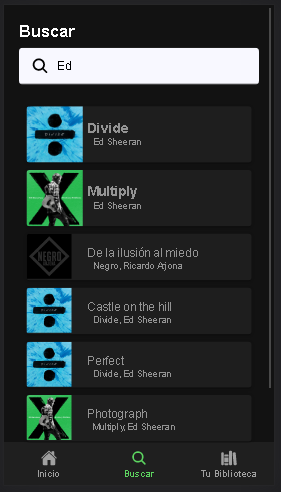 Buscar
Ed
Divide
Ed Sheeran
Multiply
Ed Sheeran
NEGRO
De la ilusión al miedo
Negro, Ricardo Arjona
Castle on the hill
Divide, Ed Sheeran
Perfect
Divide, Ed Sheeran
Photograph
Multiply, Ed Sheeran
Inicio
Buscar
Tu Biblioteca